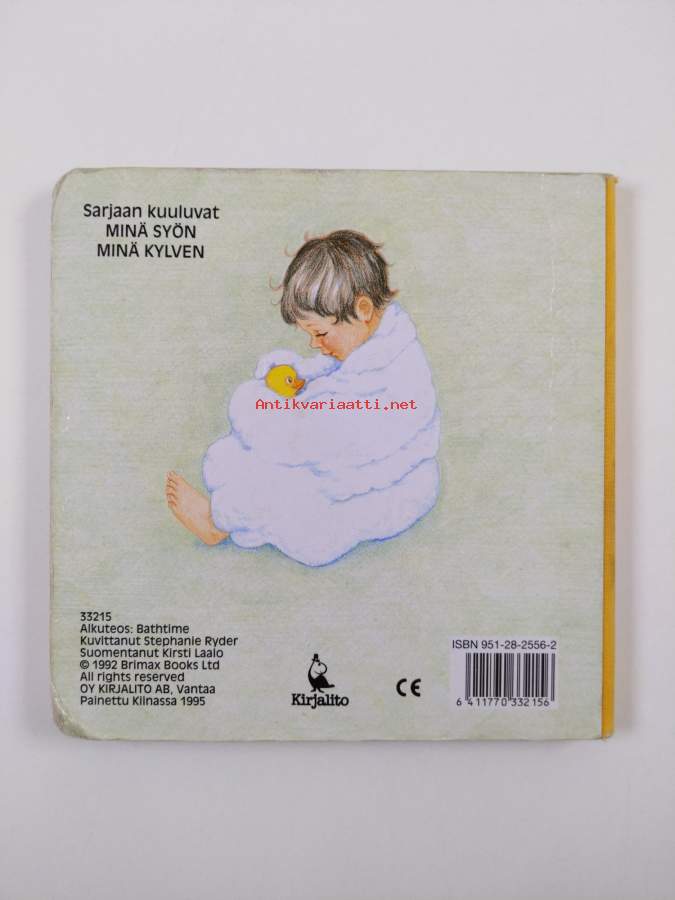 Sarjaan kuuluvat
MINÄ SYÖN
MINÄ KYLVEN
Antikvariaatti.net
33215
Alkuteos: Bathtime
Kuvittanut Stephanie Ryder
Suomentanut Kirsti Laalo
© 1992 Brimax Books Ltd
All rights reserved
OY KIRJALITO AB, Vantaa
Painettu Kiinassa 1995
Kirjalito
CE
ISBN 951-28-2556-2
6 411770 332156